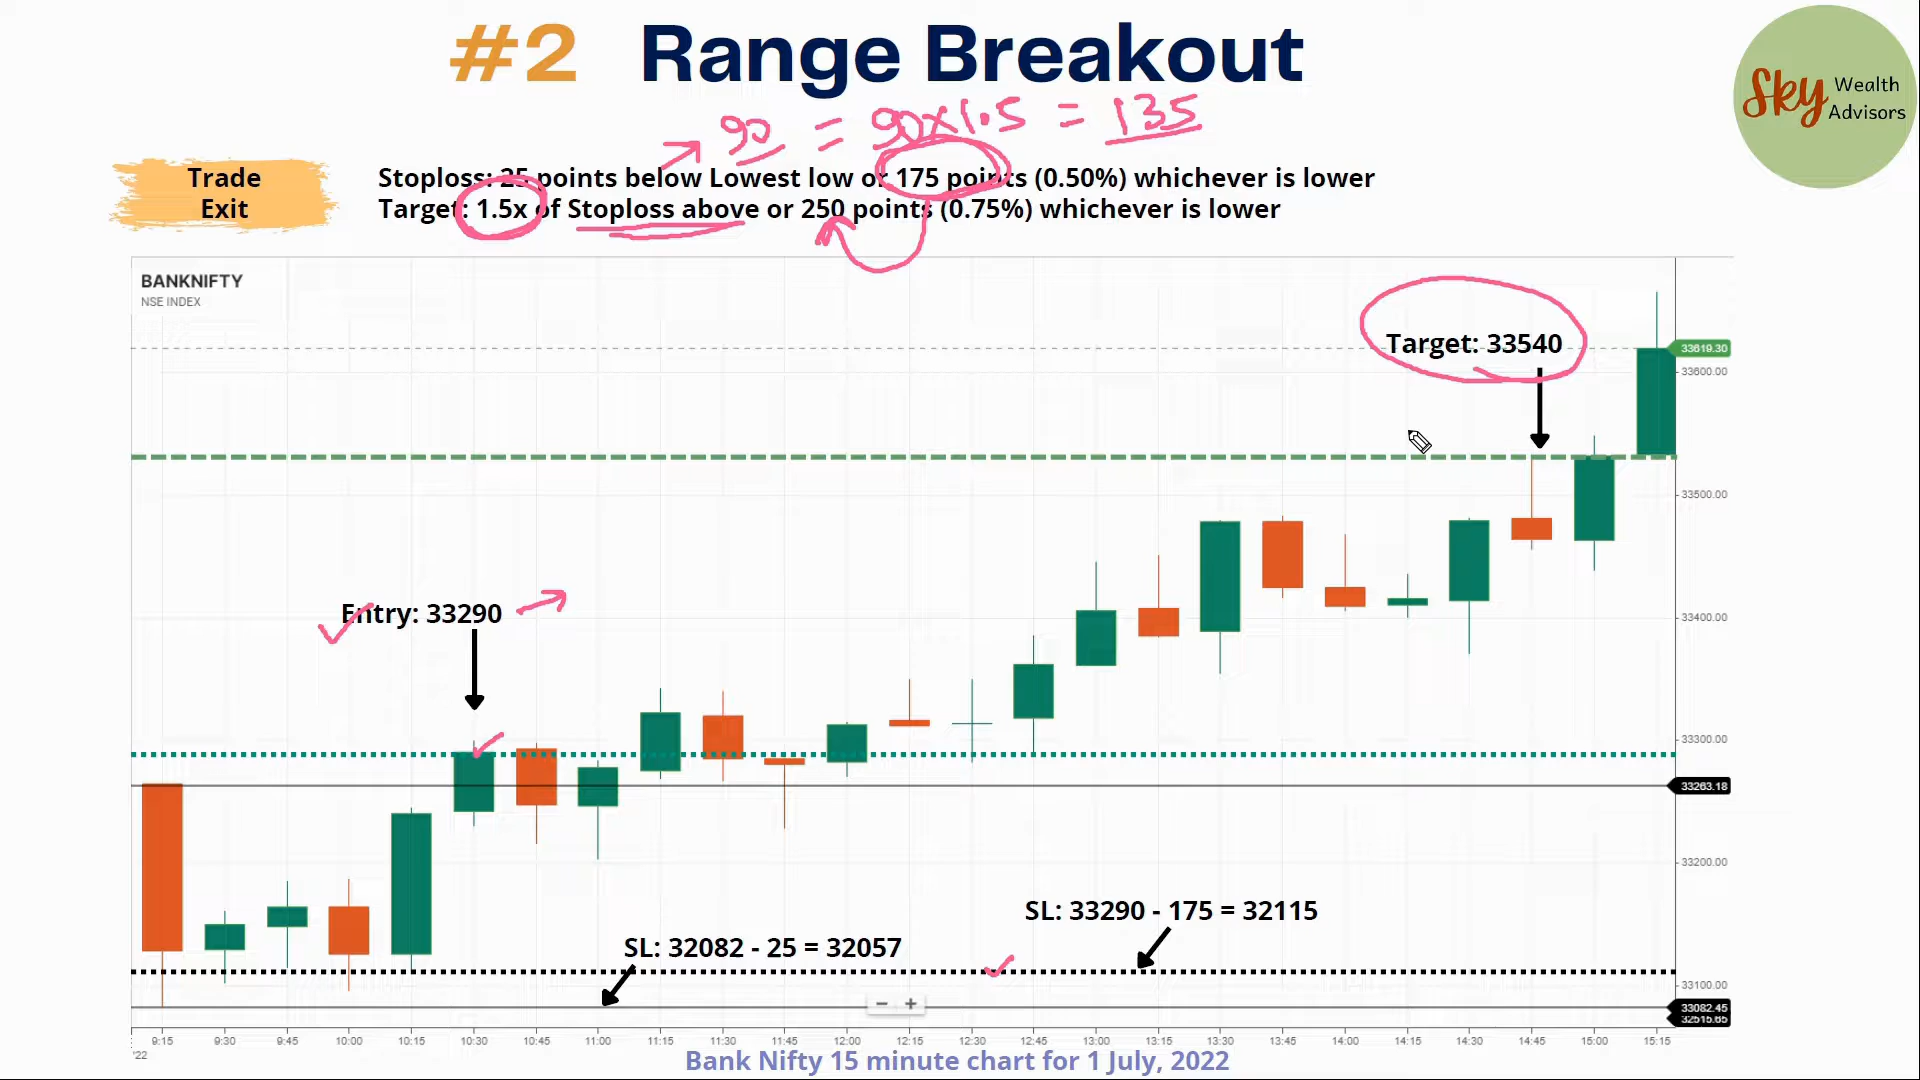 #2 Range Breakout
Sky Wealth Advisors
90 = 90x1.5 = 135
Trade Exit
Stoploss: 25 points below Lowest low or 175 points (0.50%) whichever is lower
Target: 1.5x of Stoploss above or 250 points (0.75%) whichever is lower
BANKNIFTY
NSE INDEX
Target: 33540
33619.30
33600.00
33500.00
Entry: 33290
33400.00
33300.00
33263.18
33200.00
SL: 33290 - 175 = 32115
SL: 32082 - 25 = 32057
33100.00
− +
33082.45
32515.65
9:15 9:30 9:45 10:00 10:15 10:30 10:45 11:00 11:15 11:30 11:45 12:00 12:15 12:30 12:45 13:00 13:15 13:30 13:45 14:00 14:15 14:30 14:45 15:00 15:15
'22
Bank Nifty 15 minute chart for 1 July, 2022